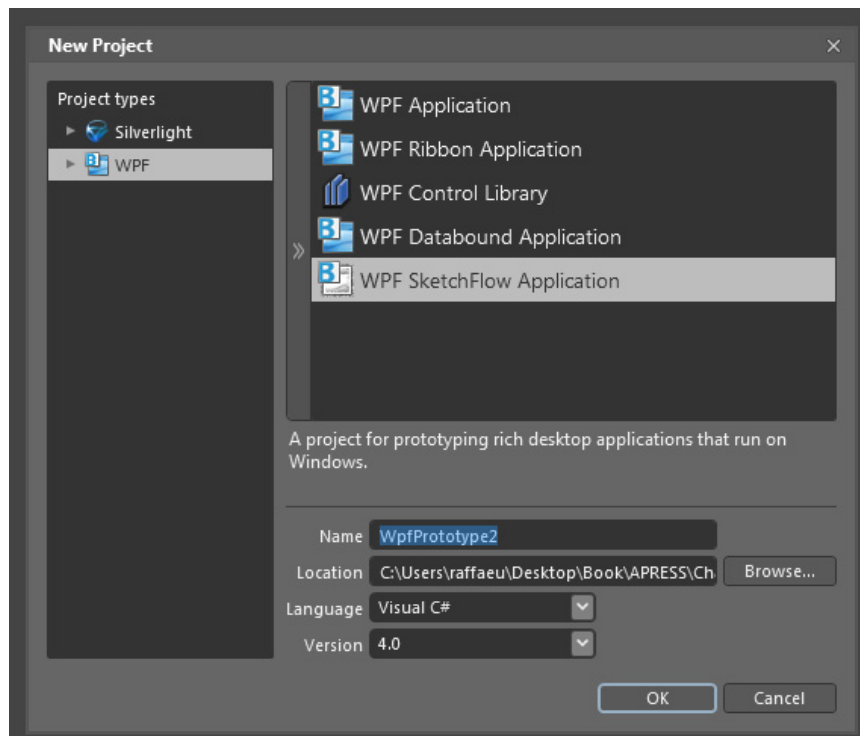 New Project
Project types
Silverlight
WPF
WPF Application
WPF Ribbon Application
WPF Control Library
WPF Databound Application
WPF SketchFlow Application
A project for prototyping rich desktop applications that run on
Windows.
Name WpfPrototype2
Location C:\Users\raffaeu\Desktop\Book\APRESS\Ch Browse...
Language Visual C#
Version 4.0
OK Cancel